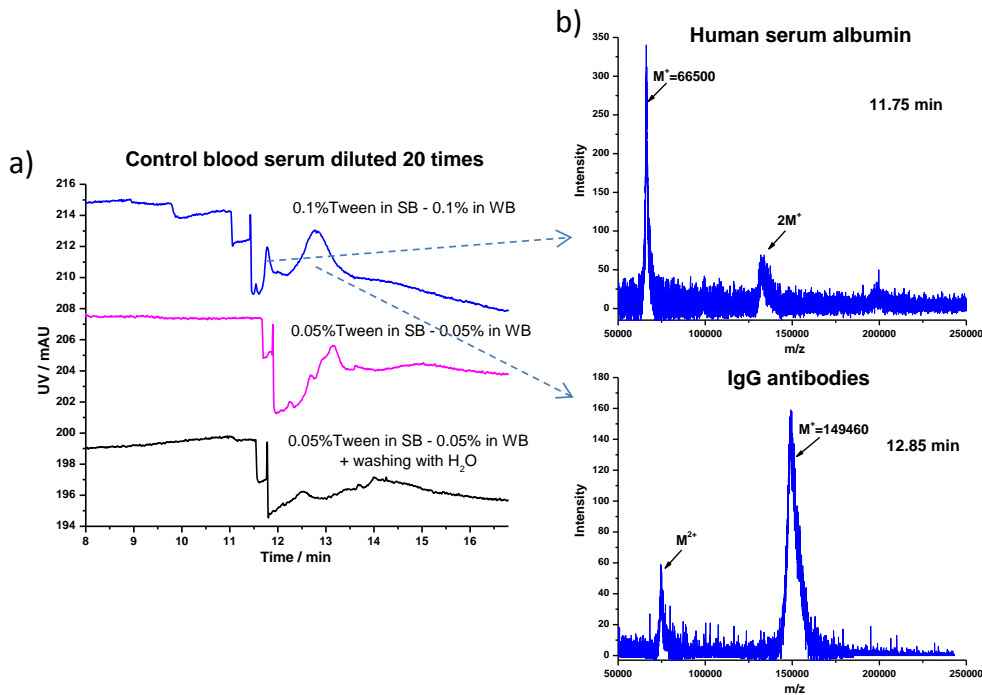 a)
Control blood serum diluted 20 times
216
214
212
210
208
206
204
202
200
198
196
194
UV / mAU
0.1%Tween in SB - 0.1% in WB
0.05%Tween in SB - 0.05% in WB
0.05%Tween in SB - 0.05% in WB
+ washing with H₂O
8 9 10 11 12 13 14 15 16
Time / min
b)
Human serum albumin
350
300
250
200
150
100
50
0
Intensity
M⁺=66500
11.75 min
2M⁺
50000 100000 150000 200000 250000
m/z
IgG antibodies
180
160
140
120
100
80
60
40
20
0
Intensity
M⁺=149460
12.85 min
M²⁺
50000 100000 150000 200000 250000
m/z